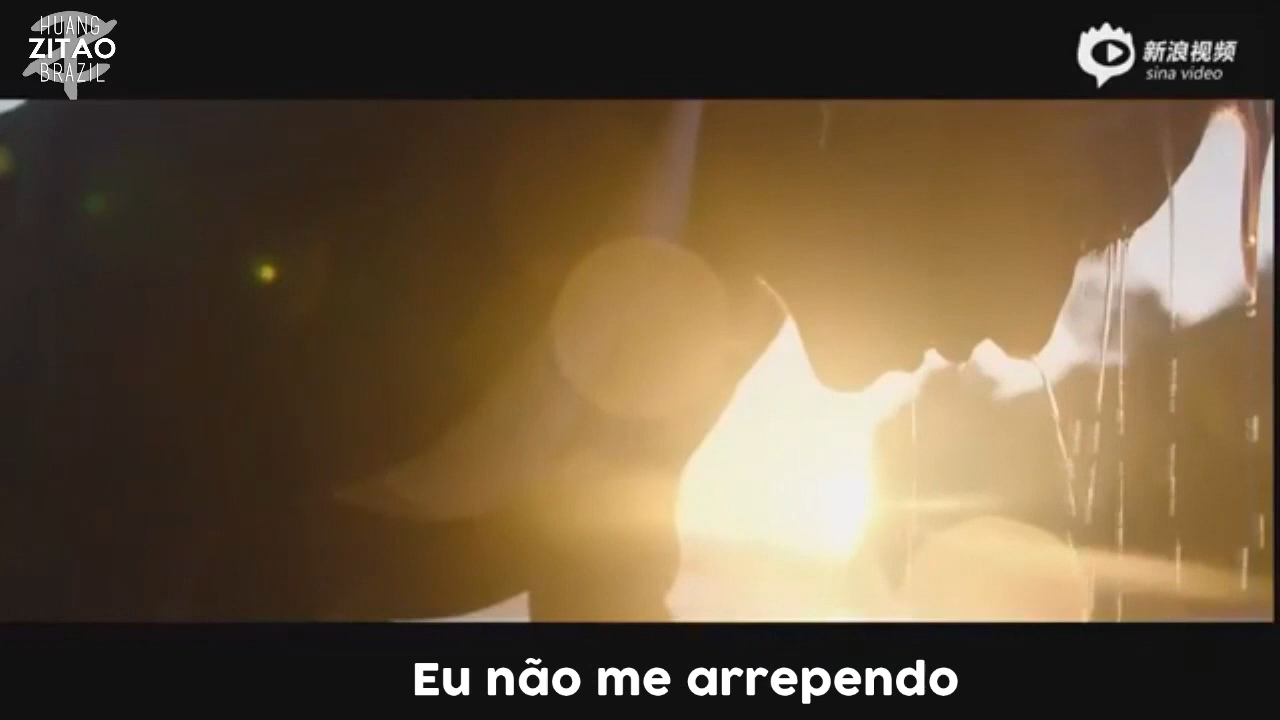 HUANG
ZITAO
BRAZIL
新浪视频
sina video
Eu não me arrependo